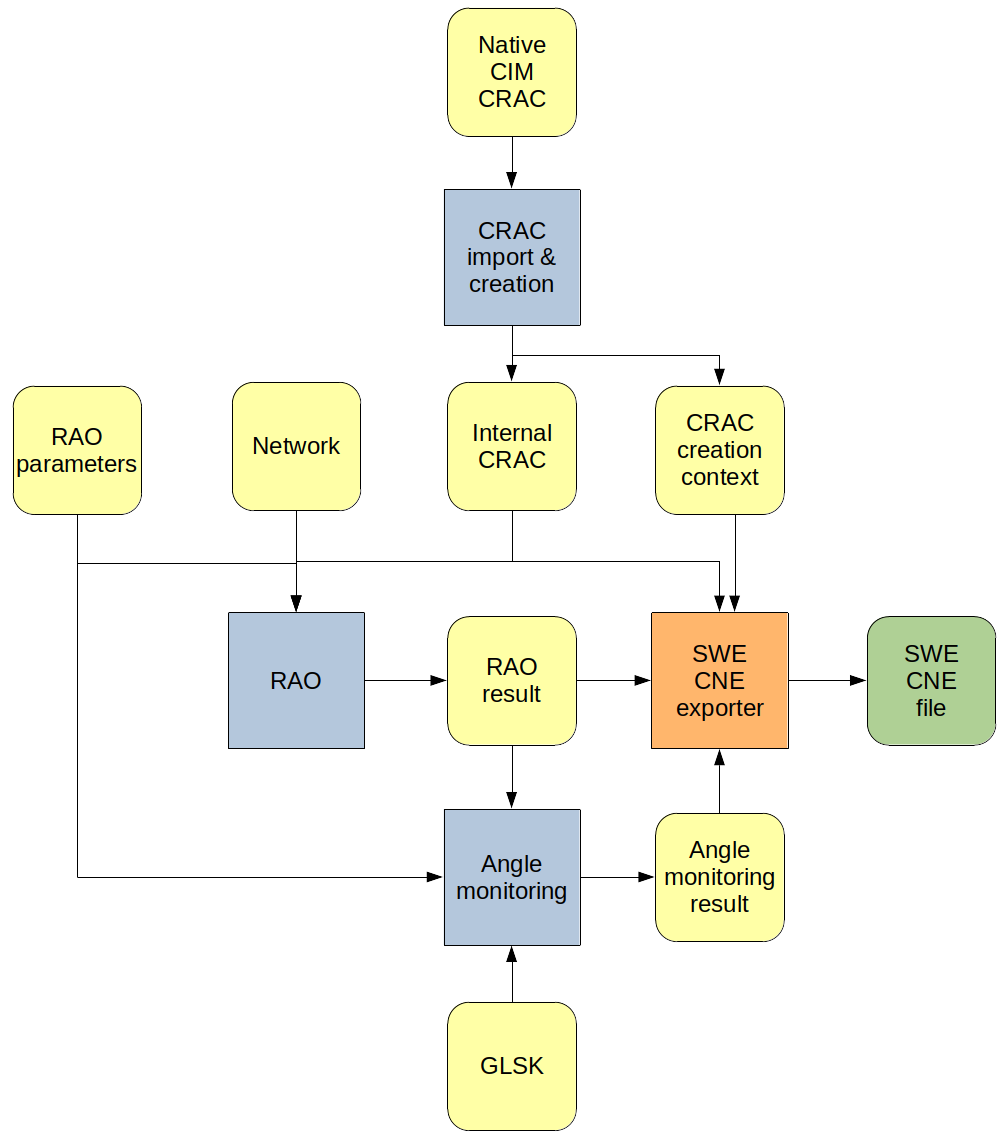 Native
CIM
CRAC
CRAC
import &
creation
RAO
parameters
Network
Internal
CRAC
CRAC
creation
context
RAO
RAO
result
SWE
CNE
exporter
SWE
CNE
file
Angle
monitoring
Angle
monitoring
result
GLSK